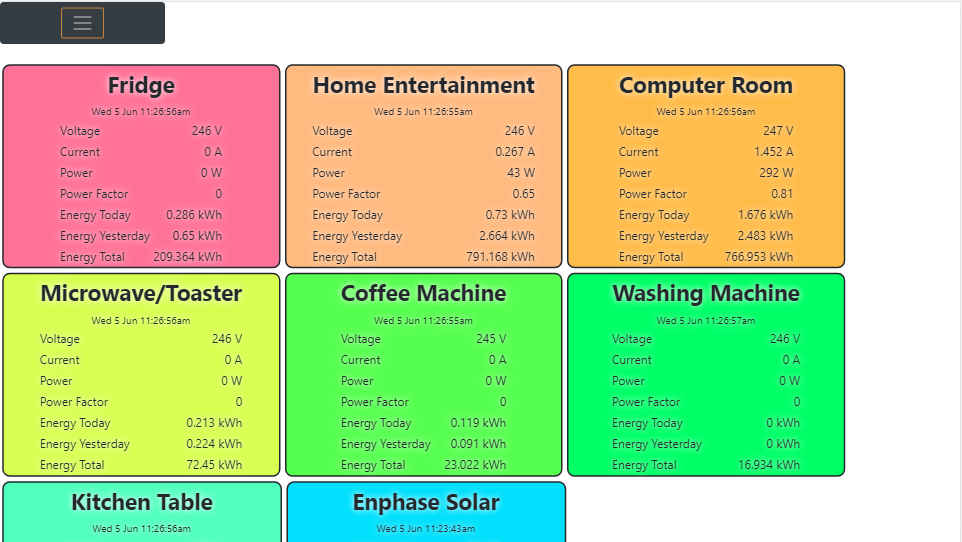 Fridge
Wed 5 Jun 11:26:56am
Voltage 246 V
Current 0 A
Power 0 W
Power Factor 0
Energy Today 0.286 kWh
Energy Yesterday 0.65 kWh
Energy Total 209.364 kWh
Home Entertainment
Wed 5 Jun 11:26:55am
Voltage 246 V
Current 0.267 A
Power 43 W
Power Factor 0.65
Energy Today 0.73 kWh
Energy Yesterday 2.664 kWh
Energy Total 791.168 kWh
Computer Room
Wed 5 Jun 11:26:56am
Voltage 247 V
Current 1.452 A
Power 292 W
Power Factor 0.81
Energy Today 1.676 kWh
Energy Yesterday 2.483 kWh
Energy Total 766.953 kWh
Microwave/Toaster
Wed 5 Jun 11:26:56am
Voltage 246 V
Current 0 A
Power 0 W
Power Factor 0
Energy Today 0.213 kWh
Energy Yesterday 0.224 kWh
Energy Total 72.45 kWh
Coffee Machine
Wed 5 Jun 11:26:55am
Voltage 245 V
Current 0 A
Power 0 W
Power Factor 0
Energy Today 0.119 kWh
Energy Yesterday 0.091 kWh
Energy Total 23.022 kWh
Washing Machine
Wed 5 Jun 11:26:57am
Voltage 246 V
Current 0 A
Power 0 W
Power Factor 0
Energy Today 0 kWh
Energy Yesterday 0 kWh
Energy Total 16.934 kWh
Kitchen Table
Wed 5 Jun 11:26:56am
Enphase Solar
Wed 5 Jun 11:23:43am